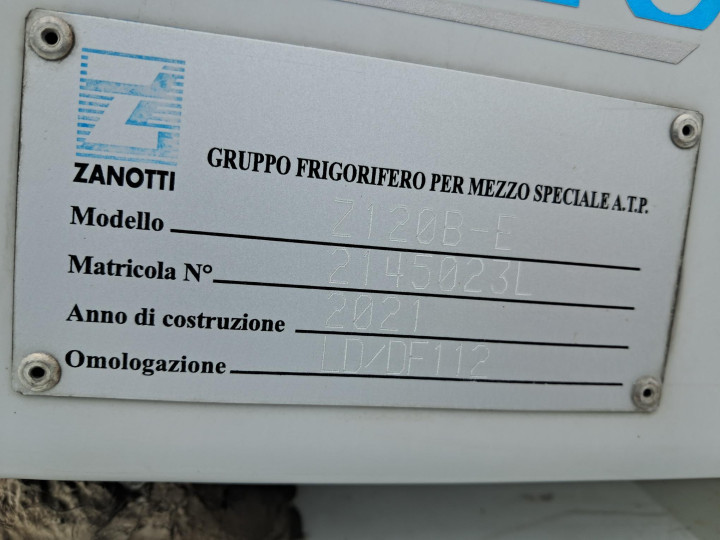 ZANOTTI
GRUPPO FRIGORIFERO PER MEZZO SPECIALE A.T.P.
Modello Z120B-E
Matricola N° 2145023L
Anno di costruzione 2021
Omologazione LD/DF112